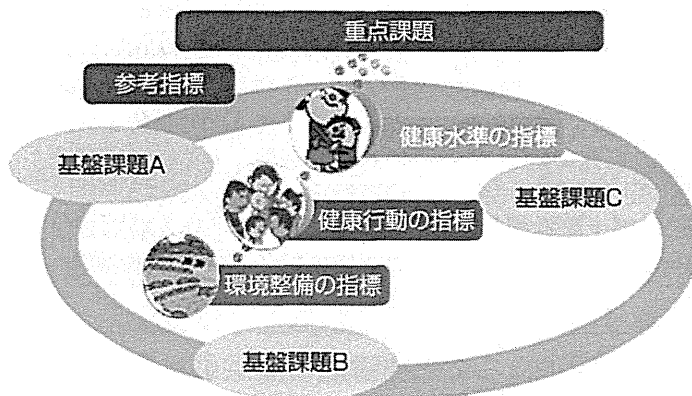 重点課題
参考指標
健康水準の指標
基盤課題A
基盤課題C
健康行動の指標
環境整備の指標
基盤課題B